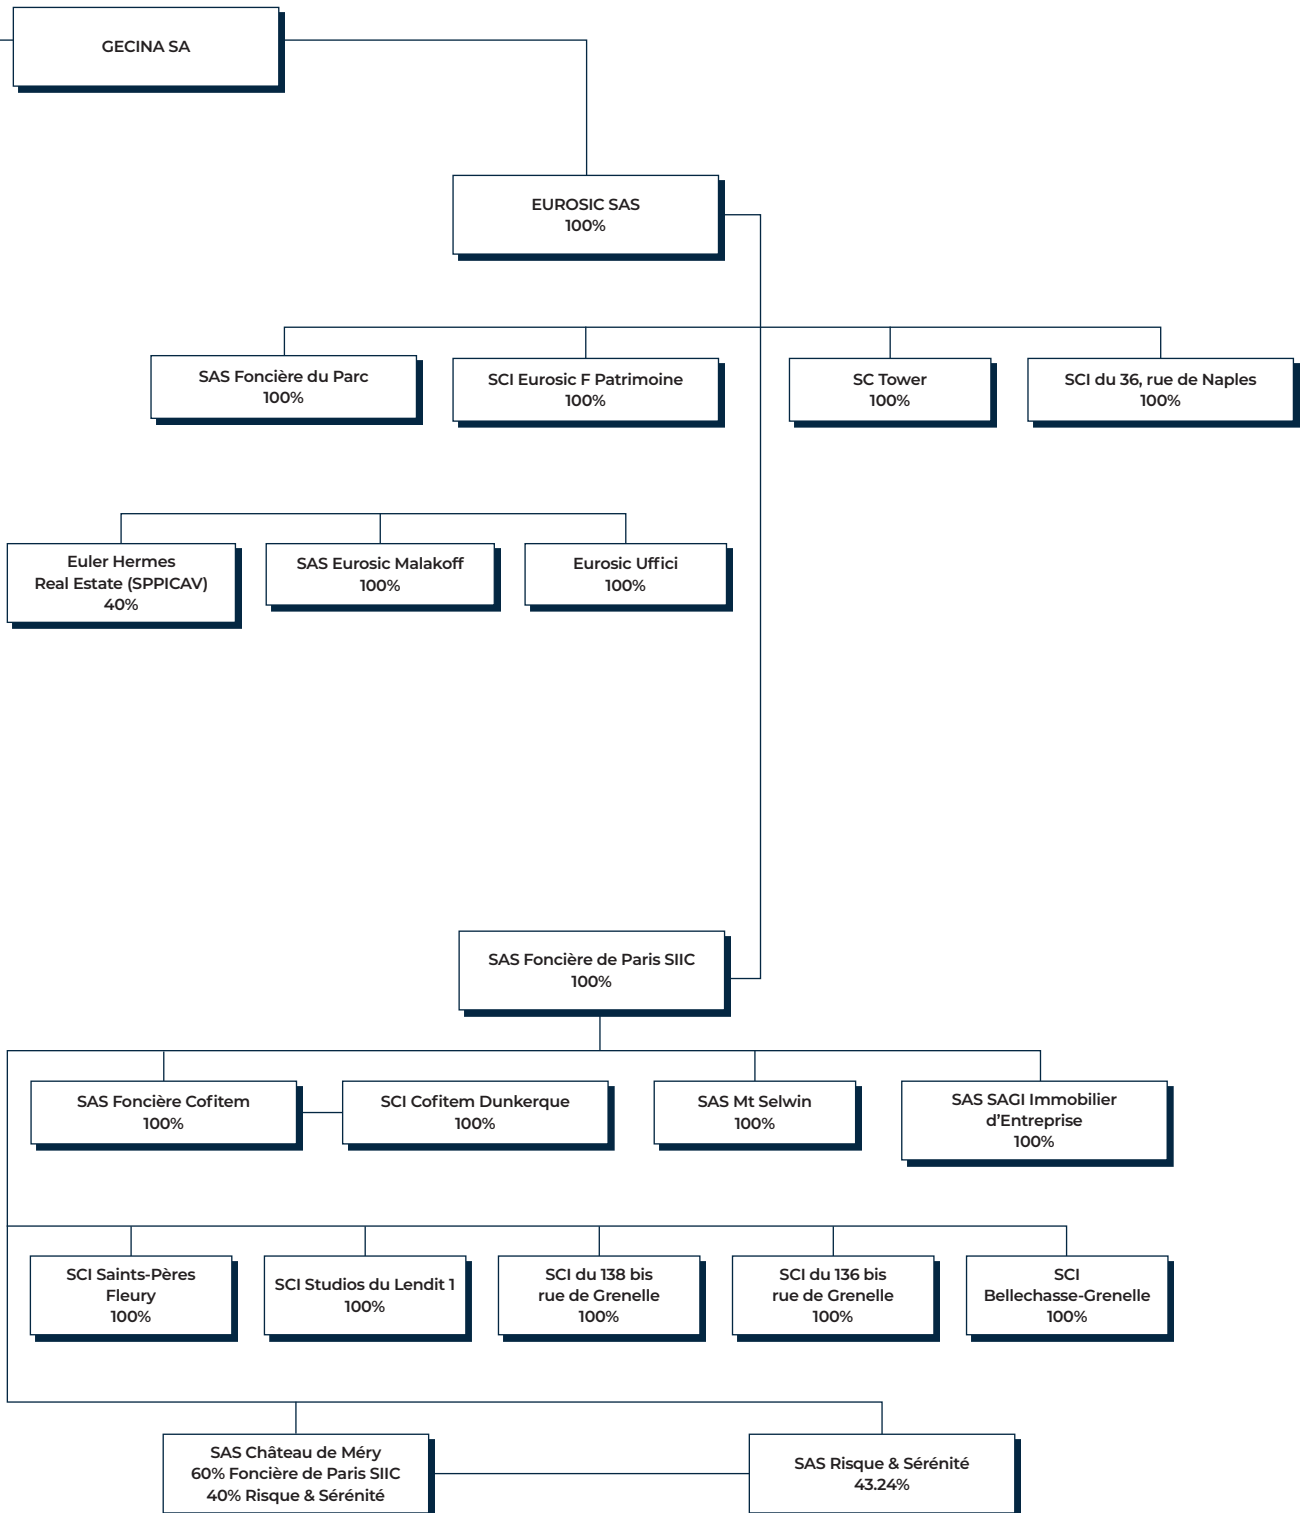 GECINA SA
EUROSIC SAS
100%
SAS Foncière du Parc
100%
SCI Eurosic F Patrimoine
100%
SC Tower
100%
SCI du 36, rue de Naples
100%
Euler Hermes
Real Estate (SPPICAV)
40%
SAS Eurosic Malakoff
100%
Eurosic Uffici
100%
SAS Foncière de Paris SIIC
100%
SAS Foncière Cofitem
100%
SCI Cofitem Dunkerque
100%
SAS Mt Selwin
100%
SAS SAGI Immobilier
d’Entreprise
100%
SCI Saints-Pères
Fleury
100%
SCI Studios du Lendit 1
100%
SCI du 138 bis
rue de Grenelle
100%
SCI du 136 bis
rue de Grenelle
100%
SCI
Bellechasse-Grenelle
100%
SAS Château de Méry
60% Foncière de Paris SIIC
40% Risque & Sérénité
SAS Risque & Sérénité
43.24%